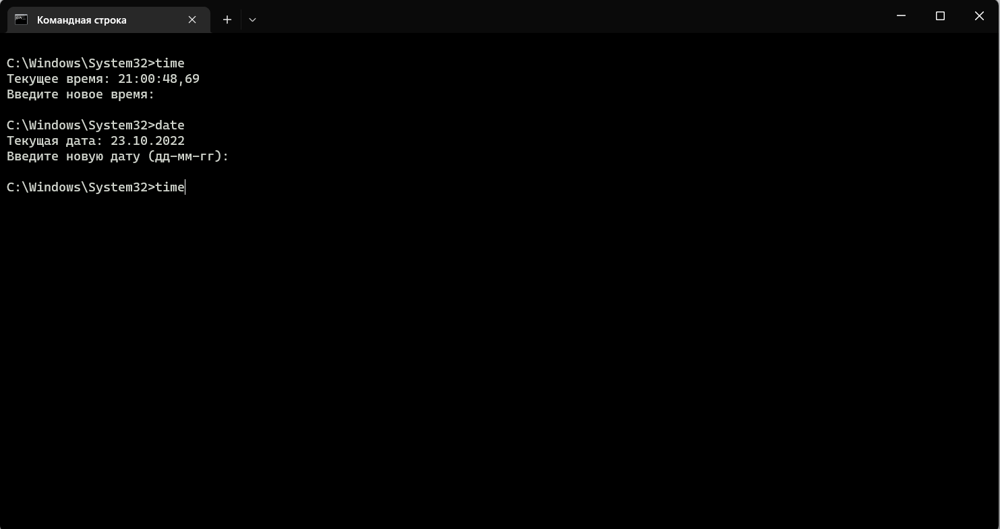 Командная строка
C:\Windows\System32>time
Текущее время: 21:00:48,69
Введите новое время:
C:\Windows\System32>date
Текущая дата: 23.10.2022
Введите новую дату (дд-мм-гг):
C:\Windows\System32>time